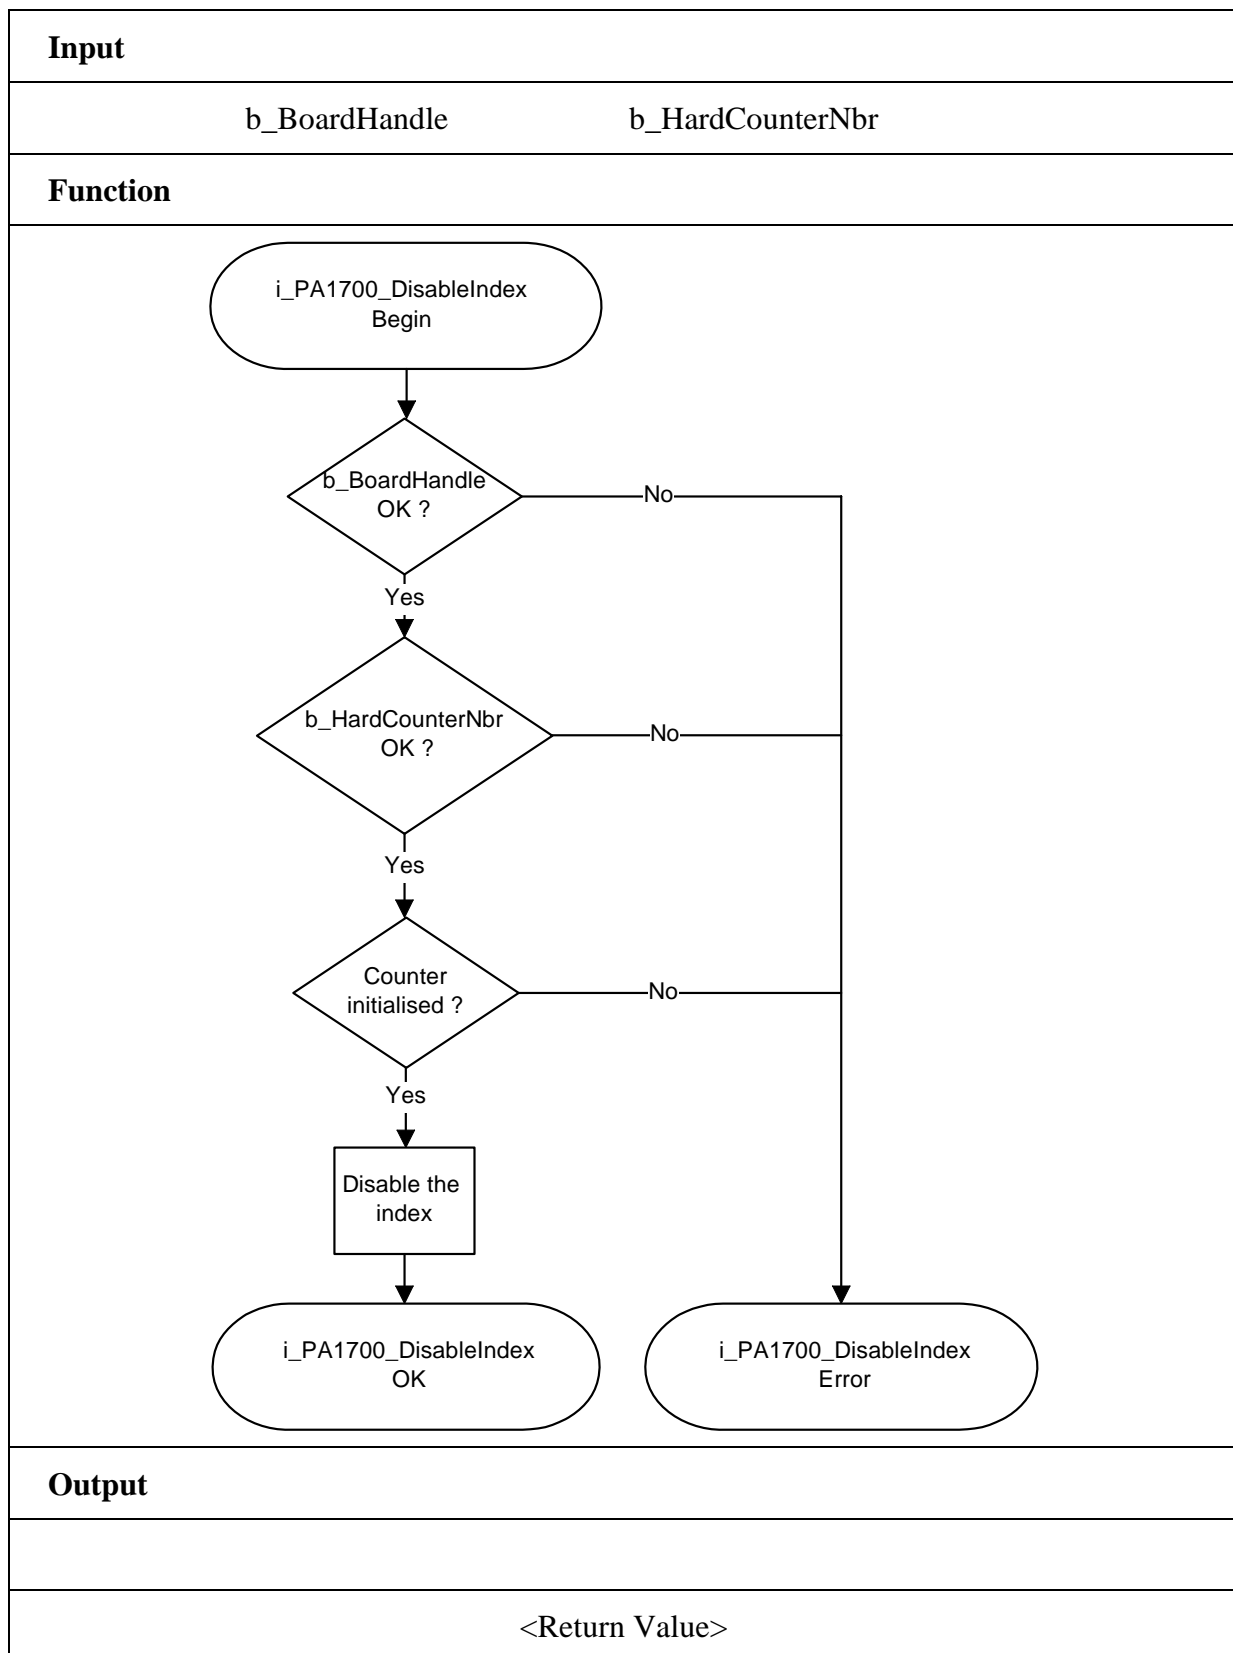 Input
b_BoardHandle b_HardCounterNbr
Function
i_PA1700_DisableIndex
Begin
b_BoardHandle
OK ?
No
Yes
b_HardCounterNbr
OK ?
No
Yes
Counter
initialised ?
No
Yes
Disable the
index
i_PA1700_DisableIndex
OK
i_PA1700_DisableIndex
Error
Output
<Return Value>